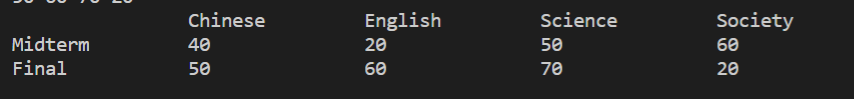 Chinese English Science Society
Midterm 40 20 50 60
Final 50 60 70 20